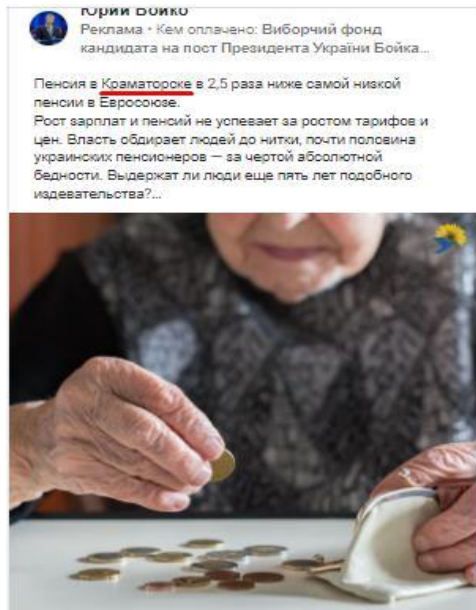 Юрий Бойко
Реклама • Кем оплачено: Виборчий фонд
кандидата на пост Президента України Бойка...
Пенсия в Краматорске в 2,5 раза ниже самой низкой
пенсии в Евросоюзе.
Рост зарплат и пенсий не успевает за ростом тарифов и
цен. Власть обдирает людей до нитки, почти половина
украинских пенсионеров — за чертой абсолютной
бедности. Выдержат ли люди еще пять лет подобного
издевательства?...